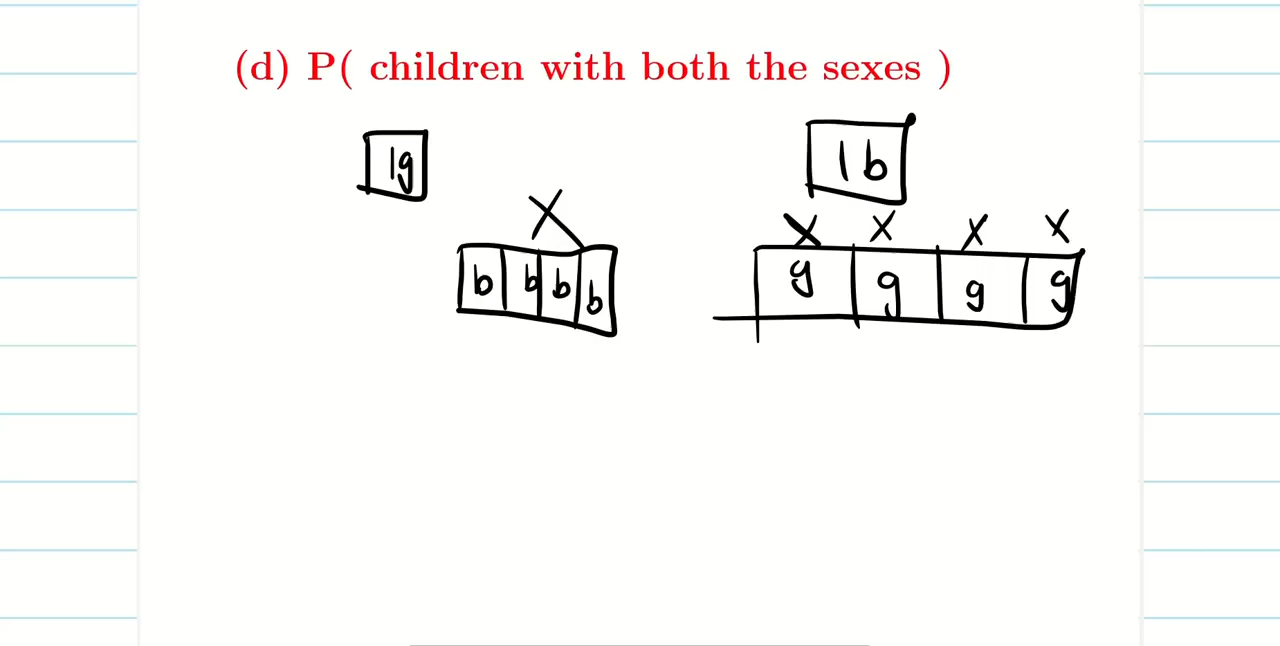 (d) P( children with both the sexes )
1g
1b
X
X X X X
b b b b
g g g g